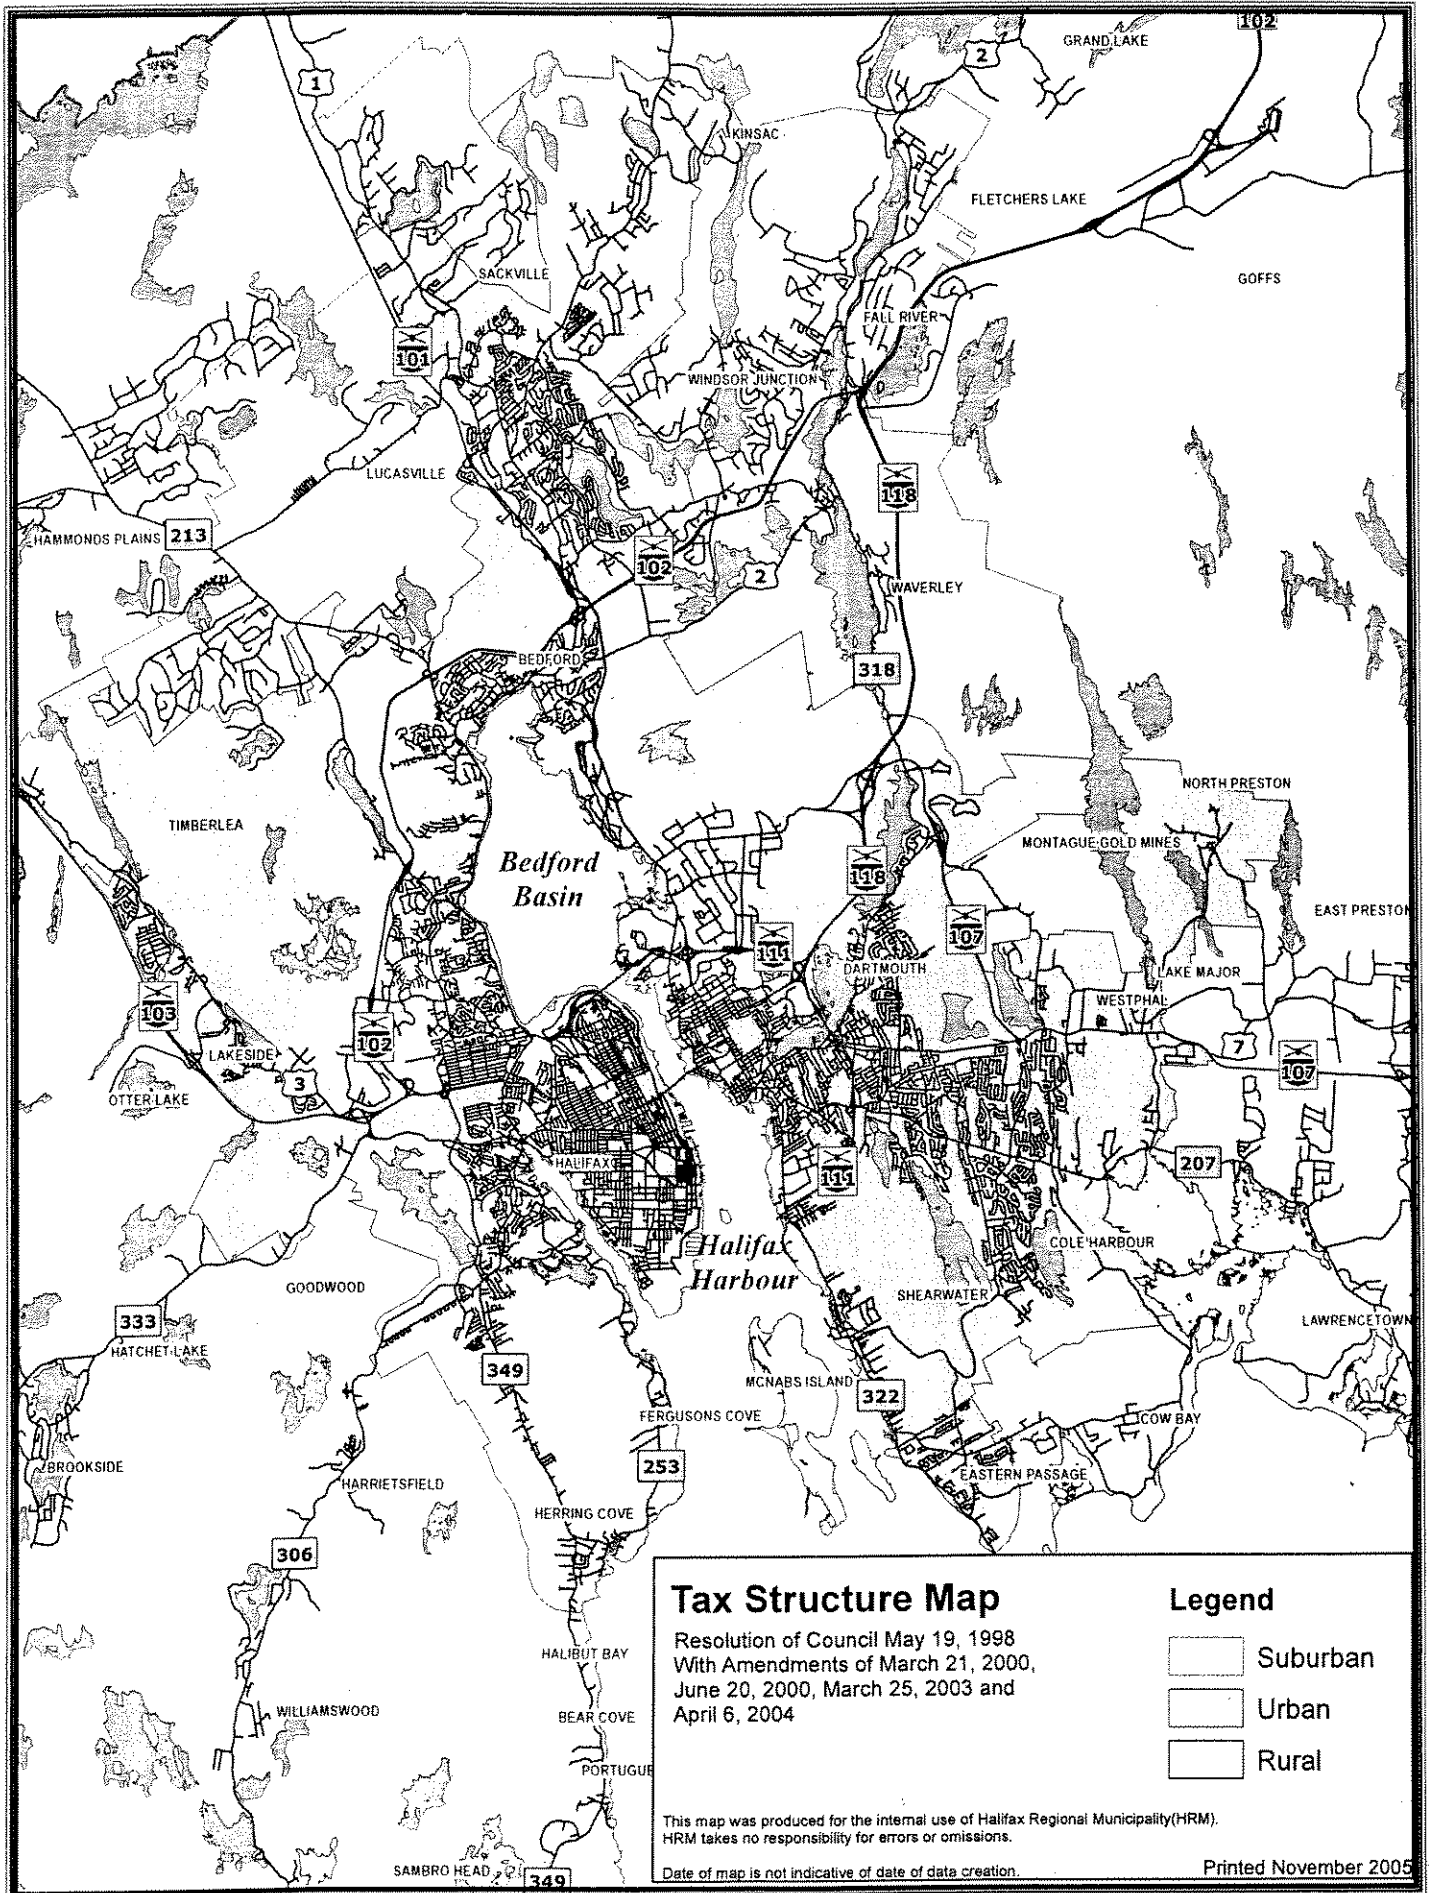 102
GRAND LAKE
2
1
KINSAC
FLETCHERS LAKE
SACKVILLE
GOFFS
FALL RIVER
101
WINDSOR JUNCTION
LUCASVILLE
118
HAMMONDS PLAINS
213
102
2
WAVERLEY
BEDFORD
318
NORTH PRESTON
TIMBERLEA
MONTAGUE GOLD MINES
Bedford
Basin
118
EAST PRESTON
107
111
DARTMOUTH
LAKE MAJOR
WESTPHAL
103
102
LAKESIDE
7
107
3
OTTER LAKE
HALIFAX
111
207
Halifax
Harbour
COLE HARBOUR
GOODWOOD
SHEARWATER
333
LAWRENCETOWN
HATCHET LAKE
349
MCNABS ISLAND
322
FERGUSONS COVE
COW BAY
BROOKSIDE
253
EASTERN PASSAGE
HARRIETSFIELD
HERRING COVE
306
HALIBUT BAY
WILLIAMSWOOD
BEAR COVE
PORTUGUE
SAMBRO HEAD
349
Tax Structure Map
Resolution of Council May 19, 1998
With Amendments of March 21, 2000,
June 20, 2000, March 25, 2003 and
April 6, 2004
Legend
Suburban
Urban
Rural
This map was produced for the internal use of Halifax Regional Municipality(HRM).
HRM takes no responsibility for errors or omissions.
Date of map is not indicative of date of data creation.
Printed November 2005